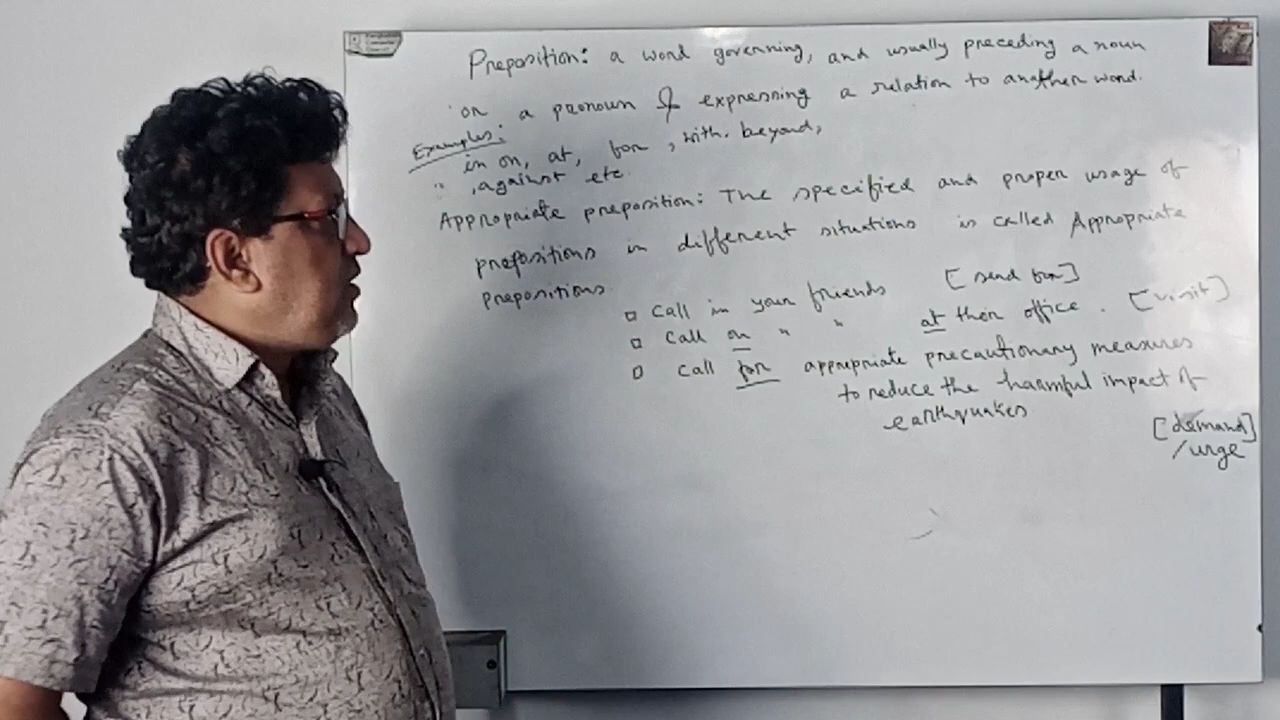 Preposition: a word governing, and usually preceding a noun
or a pronoun & expressing a relation to another word.
Examples: in on, at, for, with, beyond,
" , against etc.
Appropriate preposition: The specified and proper usage of
prepositions in different situations is called Appropriate
prepositions.
□ Call in your friends [send for]
□ Call on " " at their office. [visit]
□ Call for appropriate precautionary measures
to reduce the harmful impact of
earthquakes
[demand]
/urge